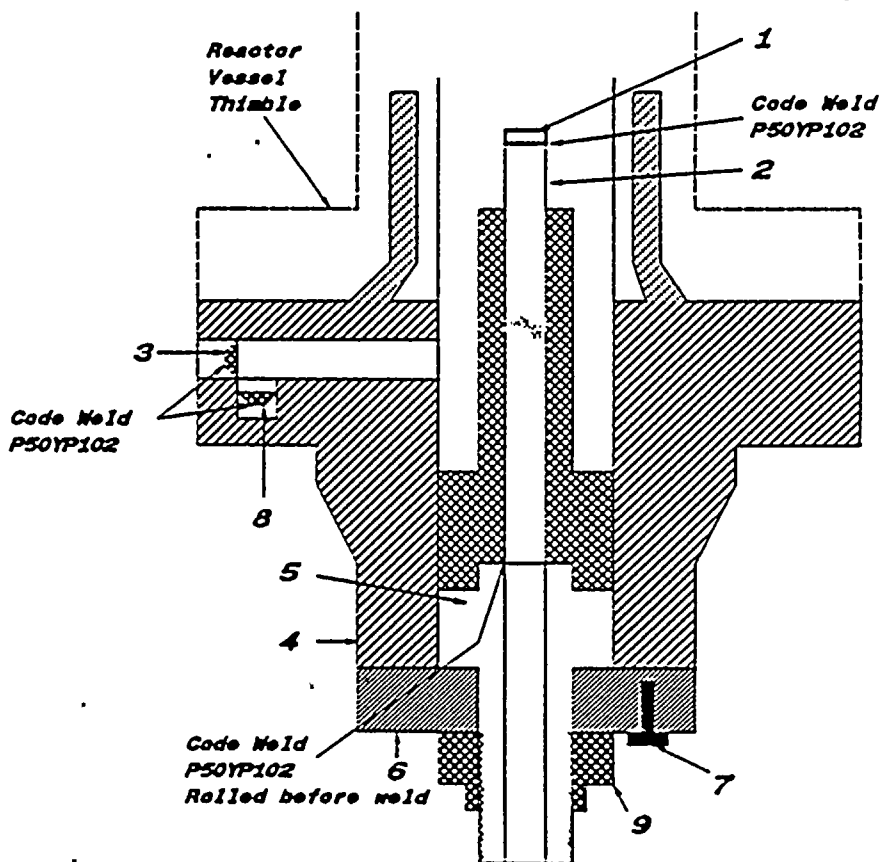 Reactor
Vessel
Thimble
1
Code Weld
P50YP102
2
3
Code Weld
P50YP102
8
5
4
Code Weld
P50YP102
Rolled before weld
6
7
9